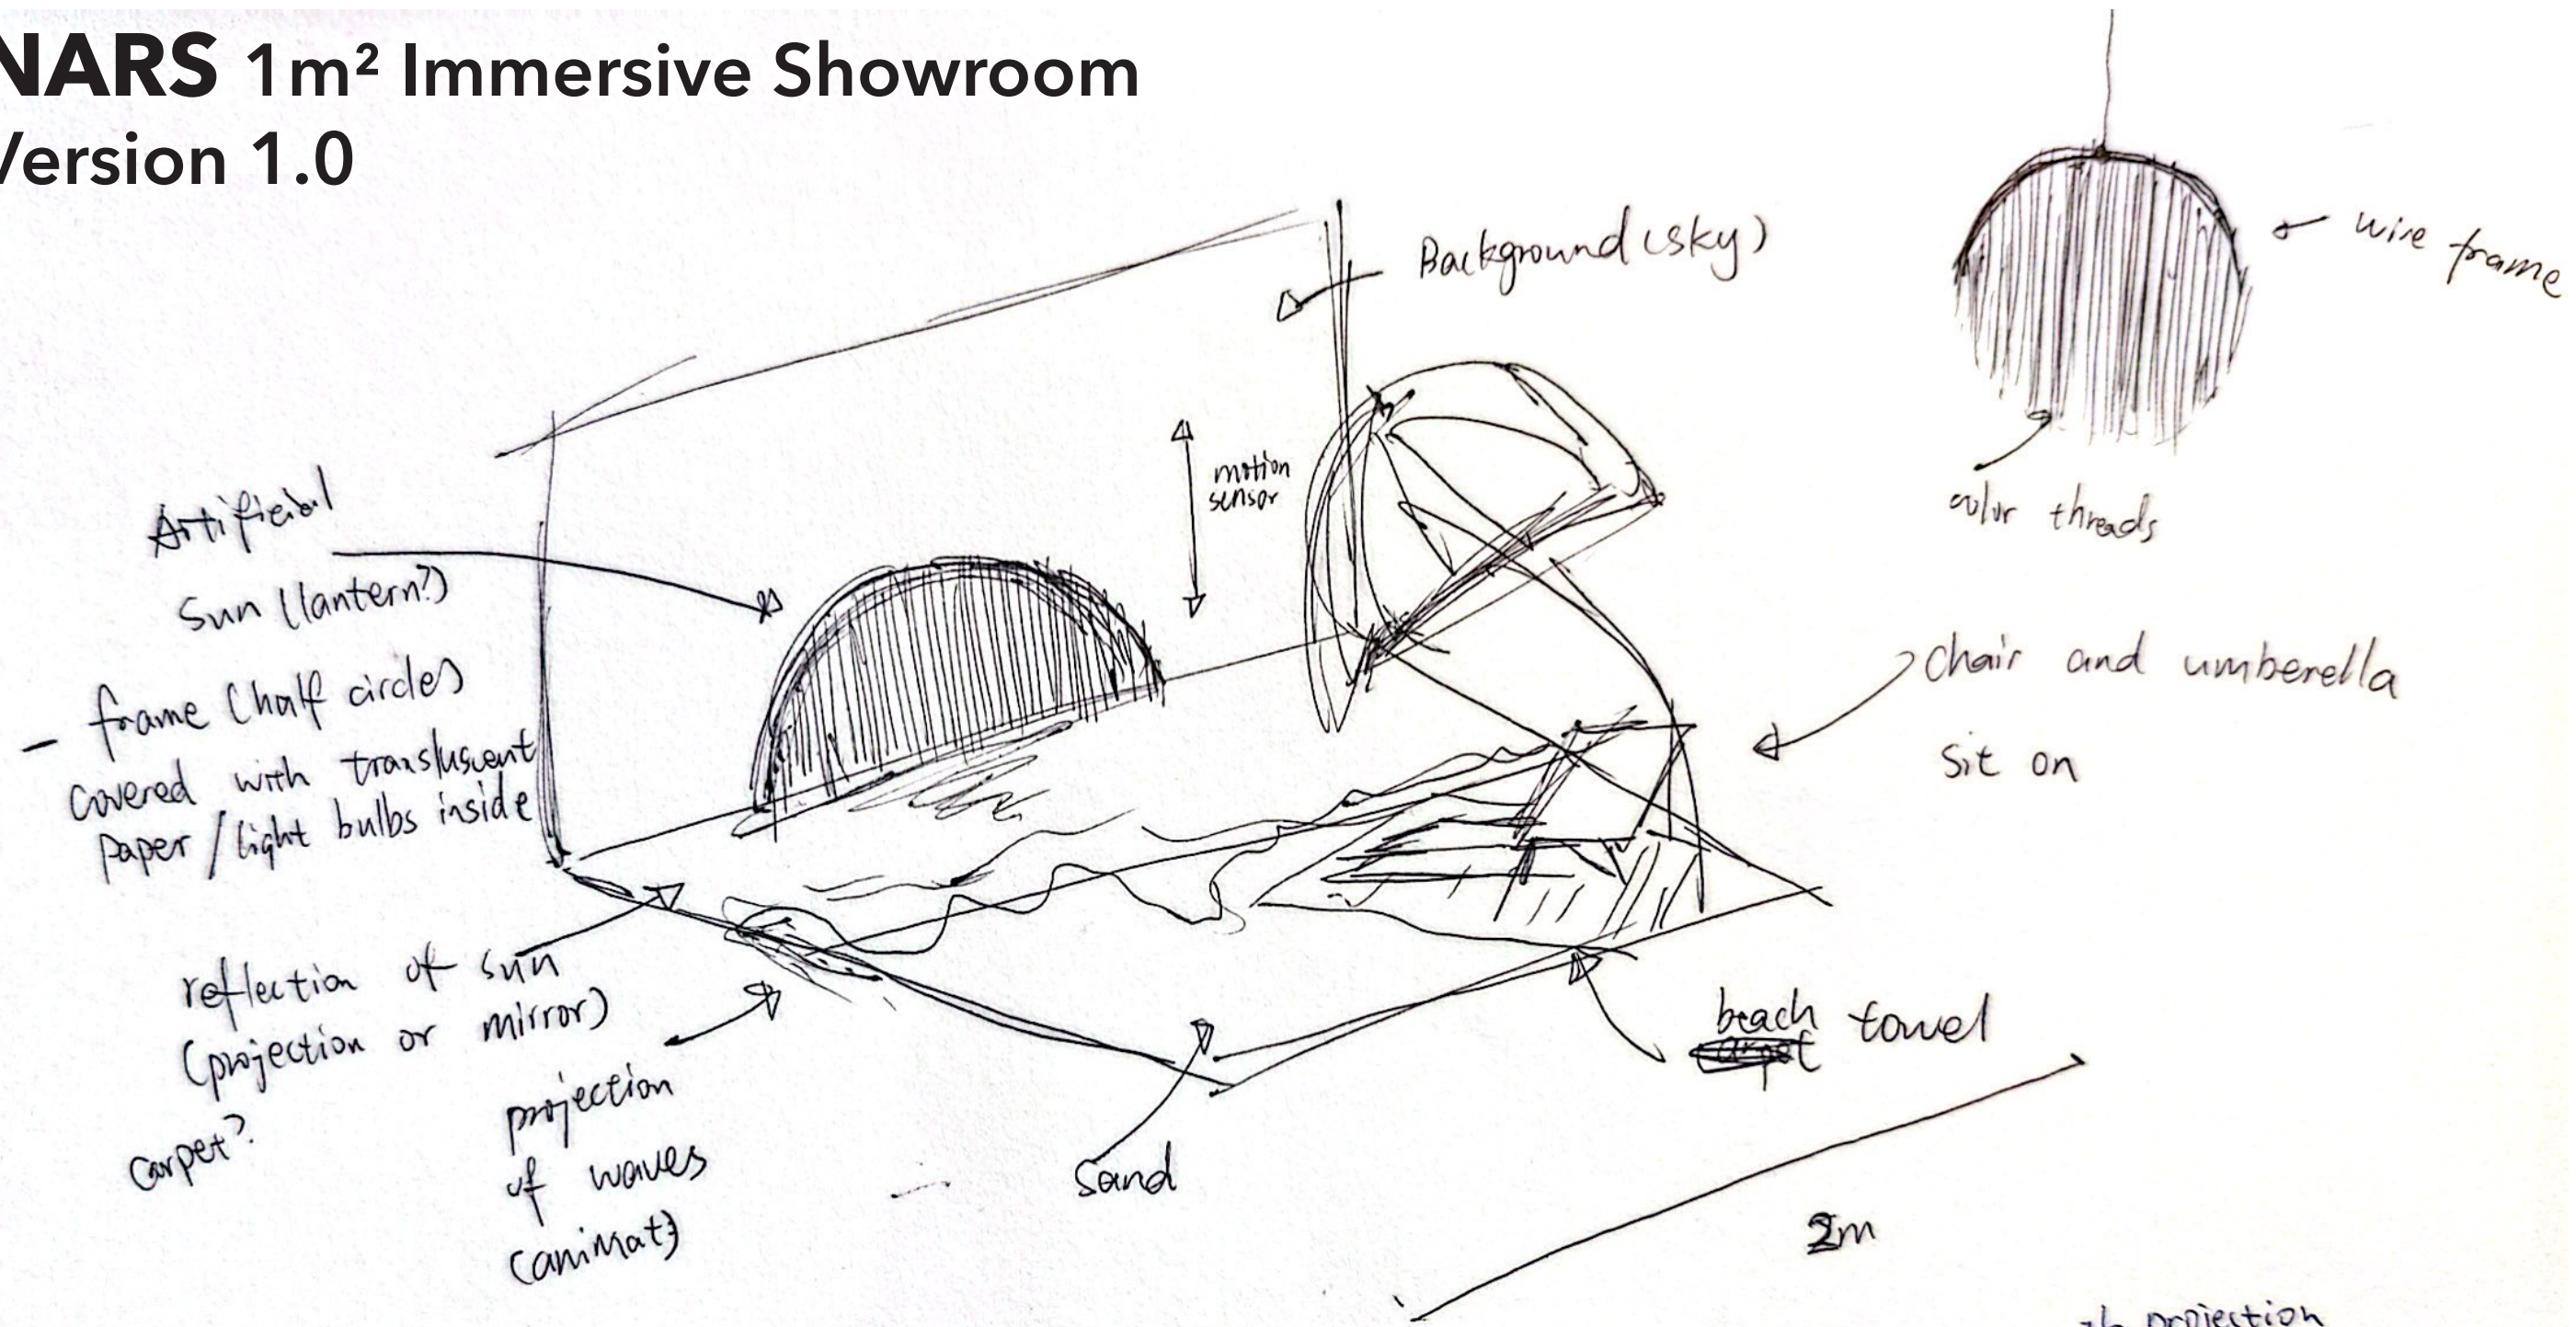 NARS 1m² Immersive Showroom
Version 1.0
Background (sky)
wire frame
motion
sensor
color threads
Artificial
Sun (lantern?)
– frame (half circle)
covered with translusent
paper / light bulbs inside
chair and umberella
sit on
reflection of sun
(projection or mirror)
carpet?
projection
of waves
(animat)
Sand
beach towel
2m
projection